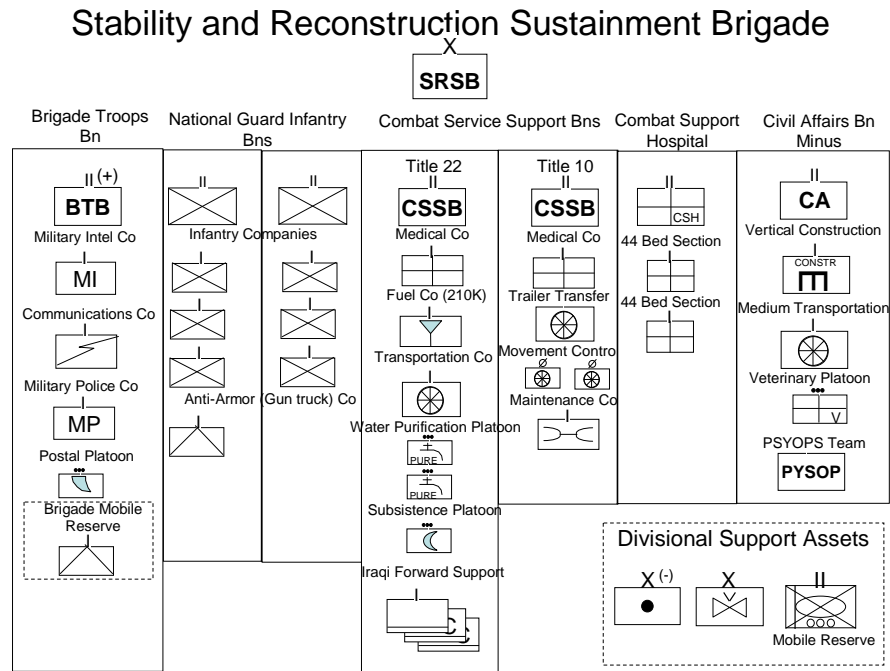 Stability and Reconstruction Sustainment Brigade
X
SRSB
Brigade Troops
Bn
II (+)
BTB
Military Intel Co
I
MI
Communications Co
I
Military Police Co
I
MP
Postal Platoon
Brigade Mobile
Reserve
I
National Guard Infantry
Bns
II
II
Infantry Companies
I
I
I
I
I
I
Anti-Armor (Gun truck) Co
I
Combat Service Support Bns
Title 22
II
CSSB
Medical Co
I
Fuel Co (210K)
I
Transportation Co
I
Water Purification Platoon
PURE
PURE
Subsistence Platoon
Iraqi Forward Support
I
C
C
Title 10
II
CSSB
Medical Co
I
Trailer Transfer
I
Movement Contro
Ø
Ø
Maintenance Co
I
Combat Support
Hospital
II
CSH
44 Bed Section
I
44 Bed Section
I
Civil Affairs Bn
Minus
II
CA
Vertical Construction
I
CONSTR
Medium Transportation
I
Veterinary Platoon
V
PSYOPS Team
PYSOP
Divisional Support Assets
X (-)
X
II
Mobile Reserve